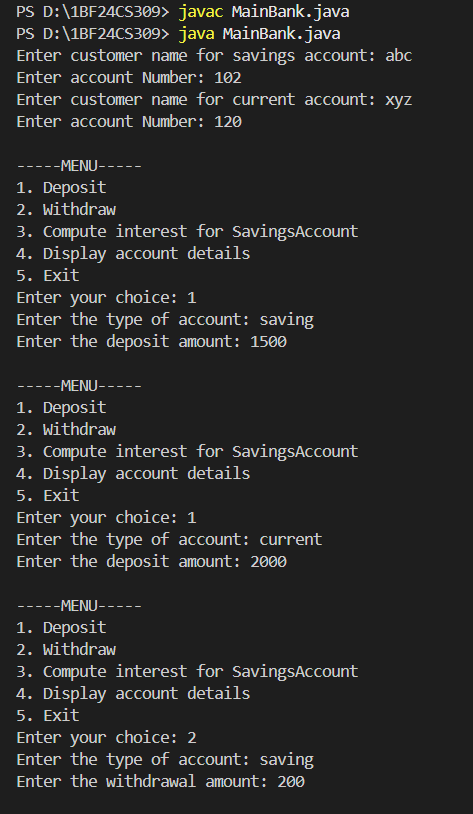 PS D:\1BF24CS309> javac MainBank.java
PS D:\1BF24CS309> java MainBank.java
Enter customer name for savings account: abc
Enter account Number: 102
Enter customer name for current account: xyz
Enter account Number: 120
-----MENU-----
1. Deposit
2. Withdraw
3. Compute interest for SavingsAccount
4. Display account details
5. Exit
Enter your choice: 1
Enter the type of account: saving
Enter the deposit amount: 1500
-----MENU-----
1. Deposit
2. Withdraw
3. Compute interest for SavingsAccount
4. Display account details
5. Exit
Enter your choice: 1
Enter the type of account: current
Enter the deposit amount: 2000
-----MENU-----
1. Deposit
2. Withdraw
3. Compute interest for SavingsAccount
4. Display account details
5. Exit
Enter your choice: 2
Enter the type of account: saving
Enter the withdrawal amount: 200